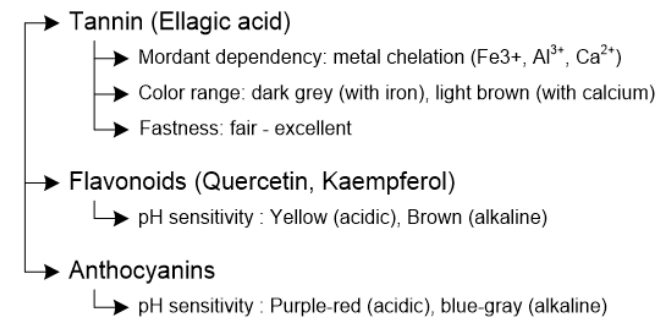 Tannin (Ellagic acid)
Mordant dependency: metal chelation (Fe3+, Al³⁺, Ca²⁺)
Color range: dark grey (with iron), light brown (with calcium)
Fastness: fair - excellent
Flavonoids (Quercetin, Kaempferol)
pH sensitivity : Yellow (acidic), Brown (alkaline)
Anthocyanins
pH sensitivity : Purple-red (acidic), blue-gray (alkaline)